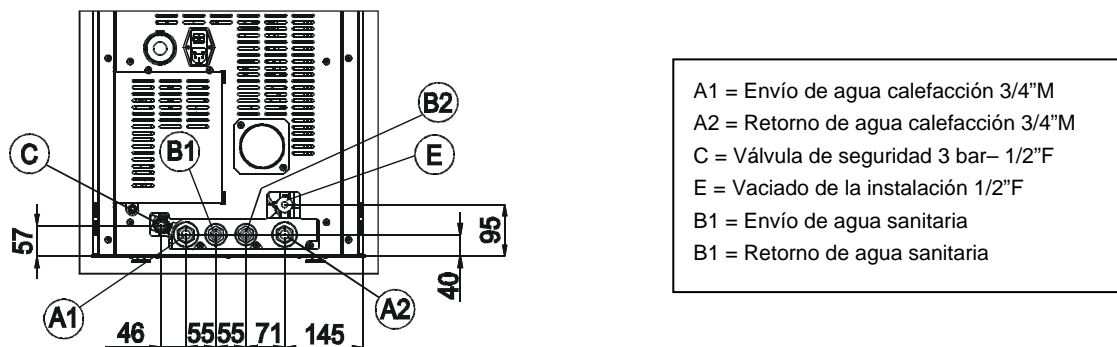 B2
C
B1
E
57
95
40
A1
A2
46
55
55
71
145
A1 = Envío de agua calefacción 3/4”M
A2 = Retorno de agua calefacción 3/4”M
C = Válvula de seguridad 3 bar– 1/2”F
E = Vaciado de la instalación 1/2”F
B1 = Envío de agua sanitaria
B1 = Retorno de agua sanitaria